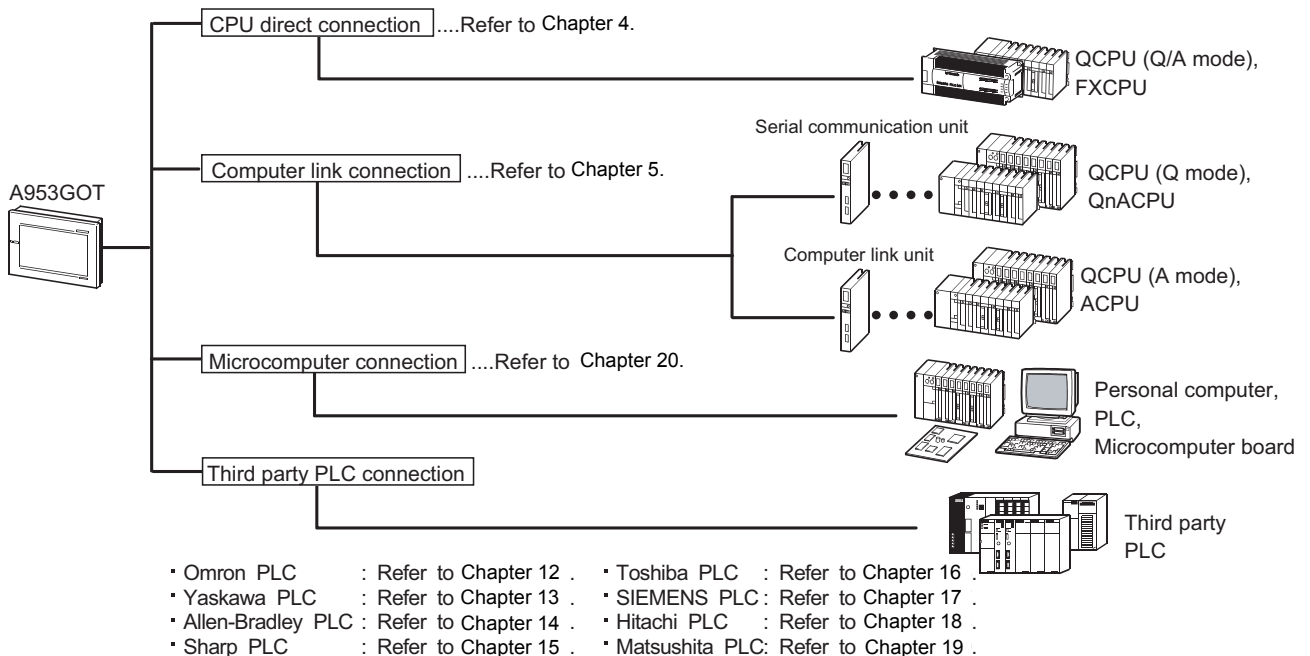 CPU direct connection ....Refer to Chapter 4.
QCPU (Q/A mode),
FXCPU
Serial communication unit
Computer link connection ....Refer to Chapter 5.
QCPU (Q mode),
QnACPU
A953GOT
Computer link unit
QCPU (A mode),
ACPU
Microcomputer connection ....Refer to Chapter 20.
Personal computer,
PLC,
Microcomputer board
Third party PLC connection
Third party
PLC
· Omron PLC : Refer to Chapter 12 . · Toshiba PLC : Refer to Chapter 16 .
· Yaskawa PLC : Refer to Chapter 13 . · SIEMENS PLC : Refer to Chapter 17 .
· Allen-Bradley PLC : Refer to Chapter 14 . · Hitachi PLC : Refer to Chapter 18 .
· Sharp PLC : Refer to Chapter 15 . · Matsushita PLC: Refer to Chapter 19 .